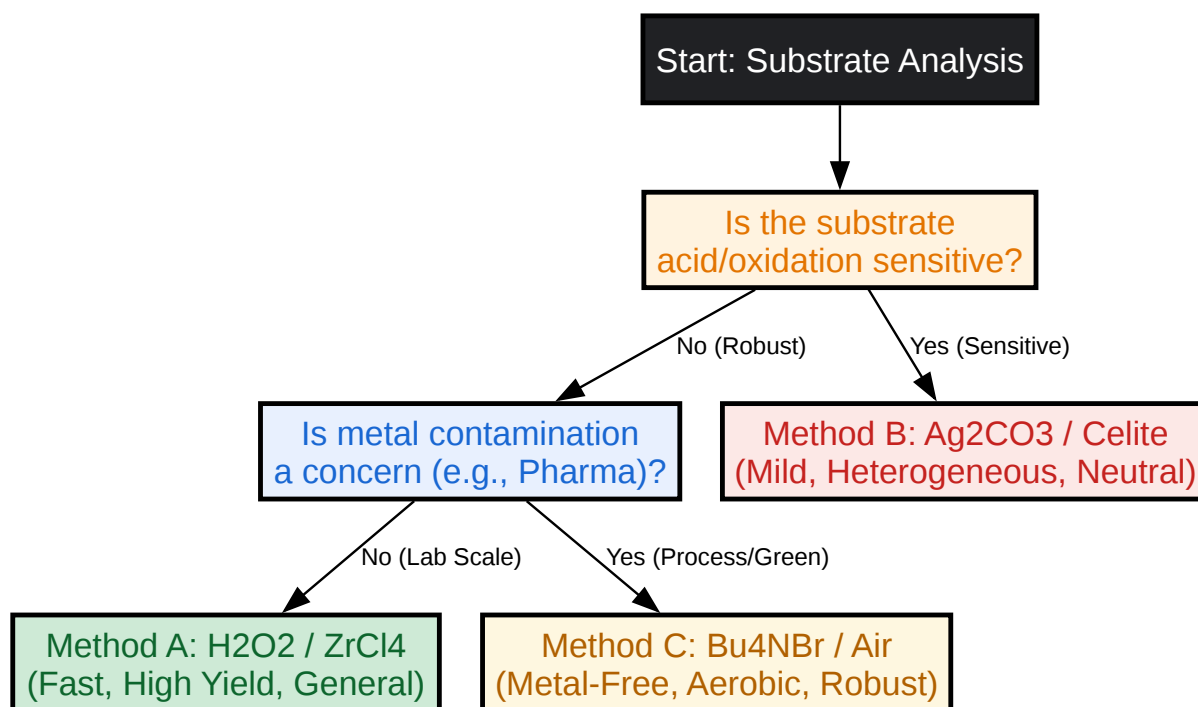 Start: Substrate Analysis
Is the substrate
acid/oxidation sensitive?
No (Robust)
Yes (Sensitive)
Is metal contamination
a concern (e.g., Pharma)?
Method B: Ag2CO3 / Celite
(Mild, Heterogeneous, Neutral)
No (Lab Scale)
Yes (Process/Green)
Method A: H2O2 / ZrCl4
(Fast, High Yield, General)
Method C: Bu4NBr / Air
(Metal-Free, Aerobic, Robust)